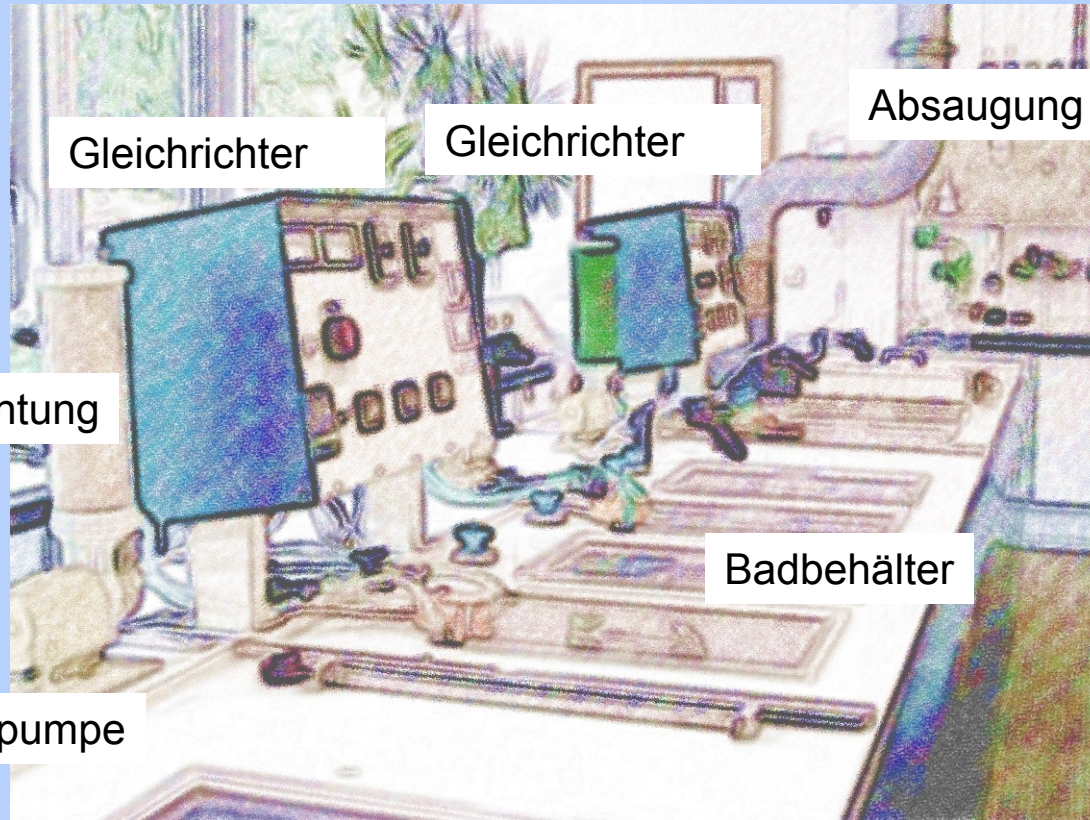 Absaugung
Gleichrichter
Gleichrichter
ntung
Badbehälter
pumpe